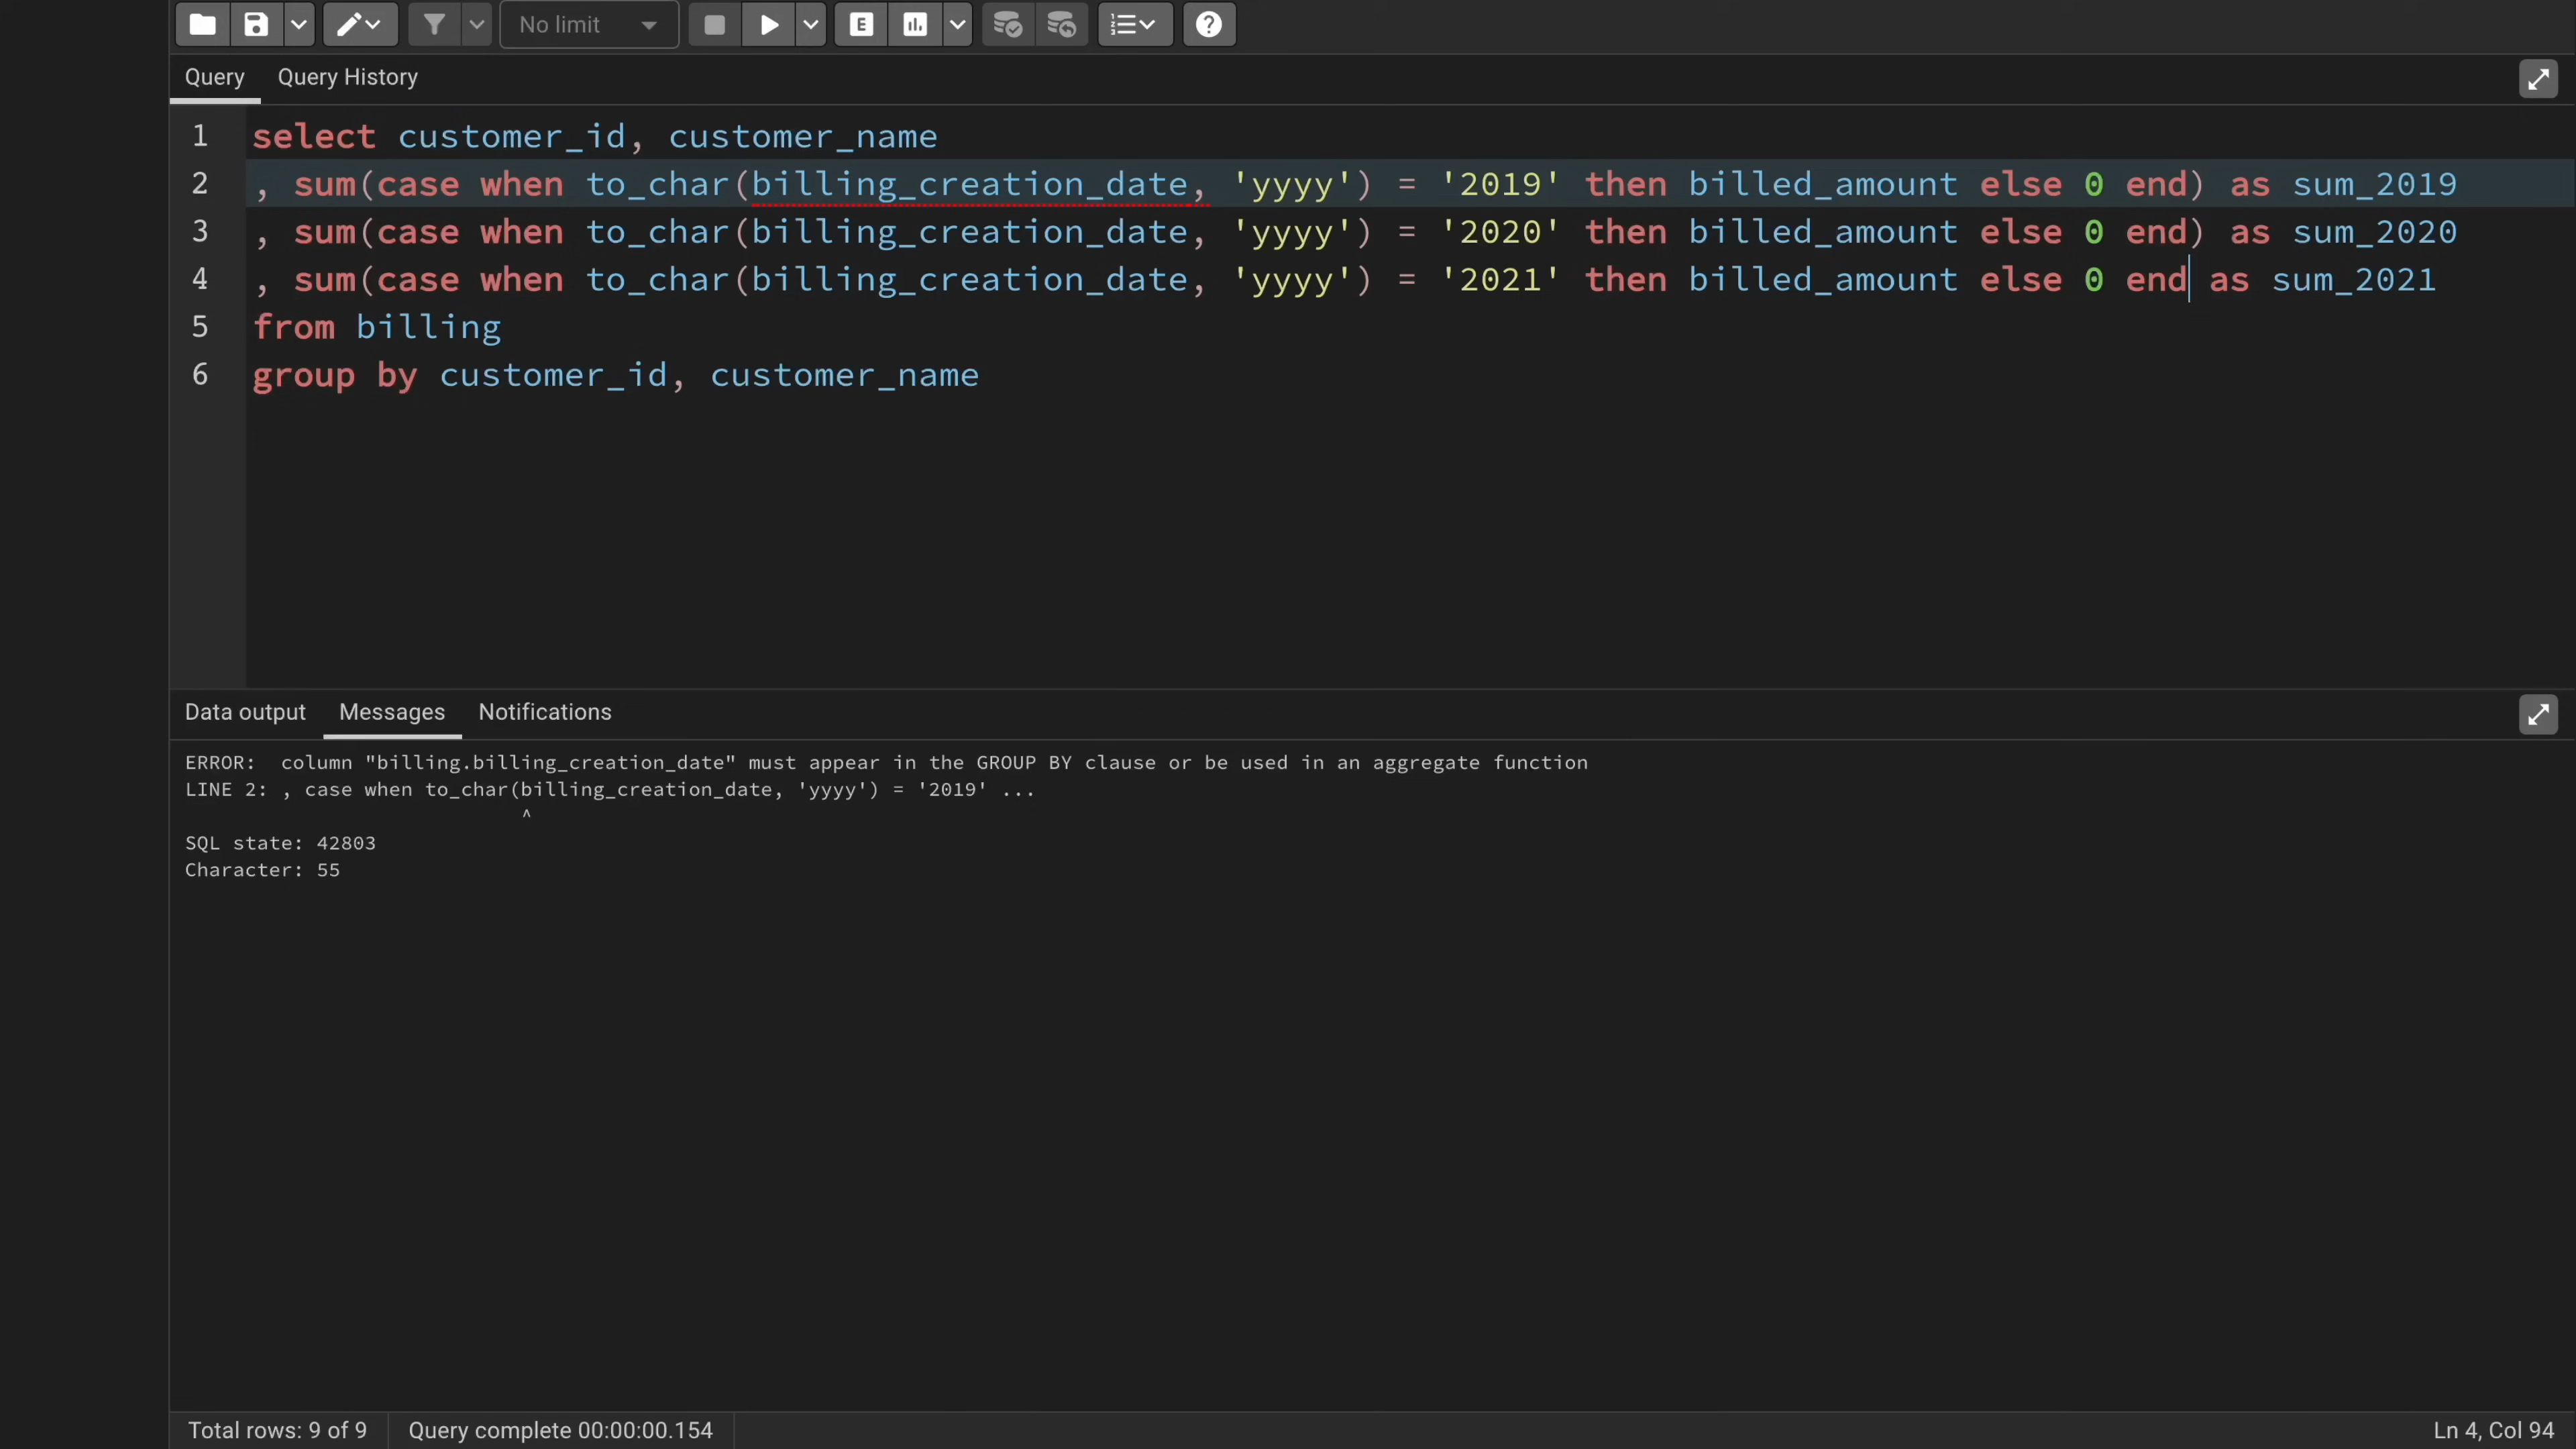 No limit
E
Query Query History
1 select customer_id, customer_name
2 , sum(case when to_char(billing_creation_date, 'yyyy') = '2019' then billed_amount else 0 end) as sum_2019
3 , sum(case when to_char(billing_creation_date, 'yyyy') = '2020' then billed_amount else 0 end) as sum_2020
4 , sum(case when to_char(billing_creation_date, 'yyyy') = '2021' then billed_amount else 0 end as sum_2021
5 from billing
6 group by customer_id, customer_name
Data output Messages Notifications
ERROR:  column "billing.billing_creation_date" must appear in the GROUP BY clause or be used in an aggregate function
LINE 2: , case when to_char(billing_creation_date, 'yyyy') = '2019' ...
^
SQL state: 42803
Character: 55
Total rows: 9 of 9 Query complete 00:00:00.154 Ln 4, Col 94